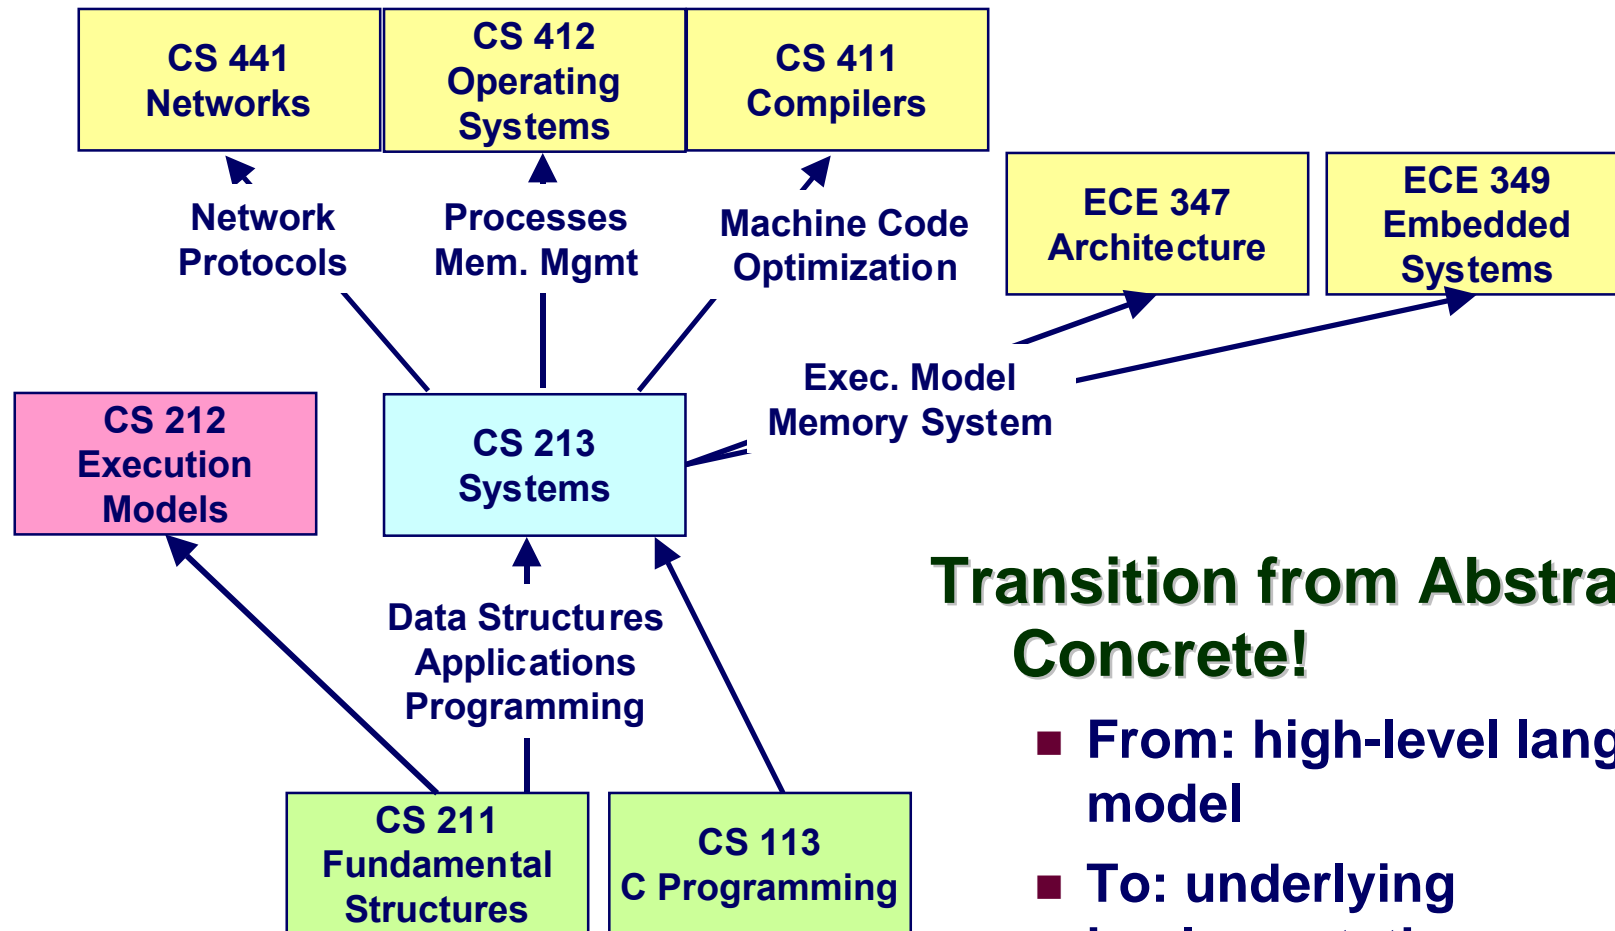 CS 441
Networks
CS 412
Operating
Systems
CS 411
Compilers
ECE 347
Architecture
ECE 349
Embedded
Systems
Network
Protocols
Processes
Mem. Mgmt
Machine Code
Optimization
Exec. Model
Memory System
CS 212
Execution
Models
CS 213
Systems
Data Structures
Applications
Programming
CS 211
Fundamental
Structures
CS 113
C Programming
Transition from Abstra
Concrete!
■ From: high-level lang
model
■ To: underlying